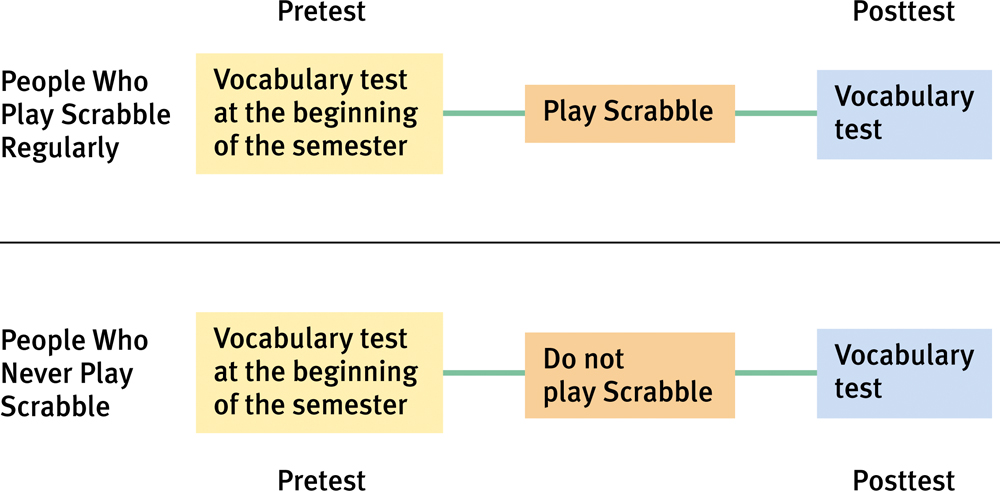 Pretest
Posttest
People Who
Play Scrabble
Regularly
Vocabulary test
at the beginning
of the semester
Play Scrabble
Vocabulary
test
People Who
Never Play
Scrabble
Vocabulary test
at the beginning
of the semester
Do not
play Scrabble
Vocabulary
test
Pretest
Posttest